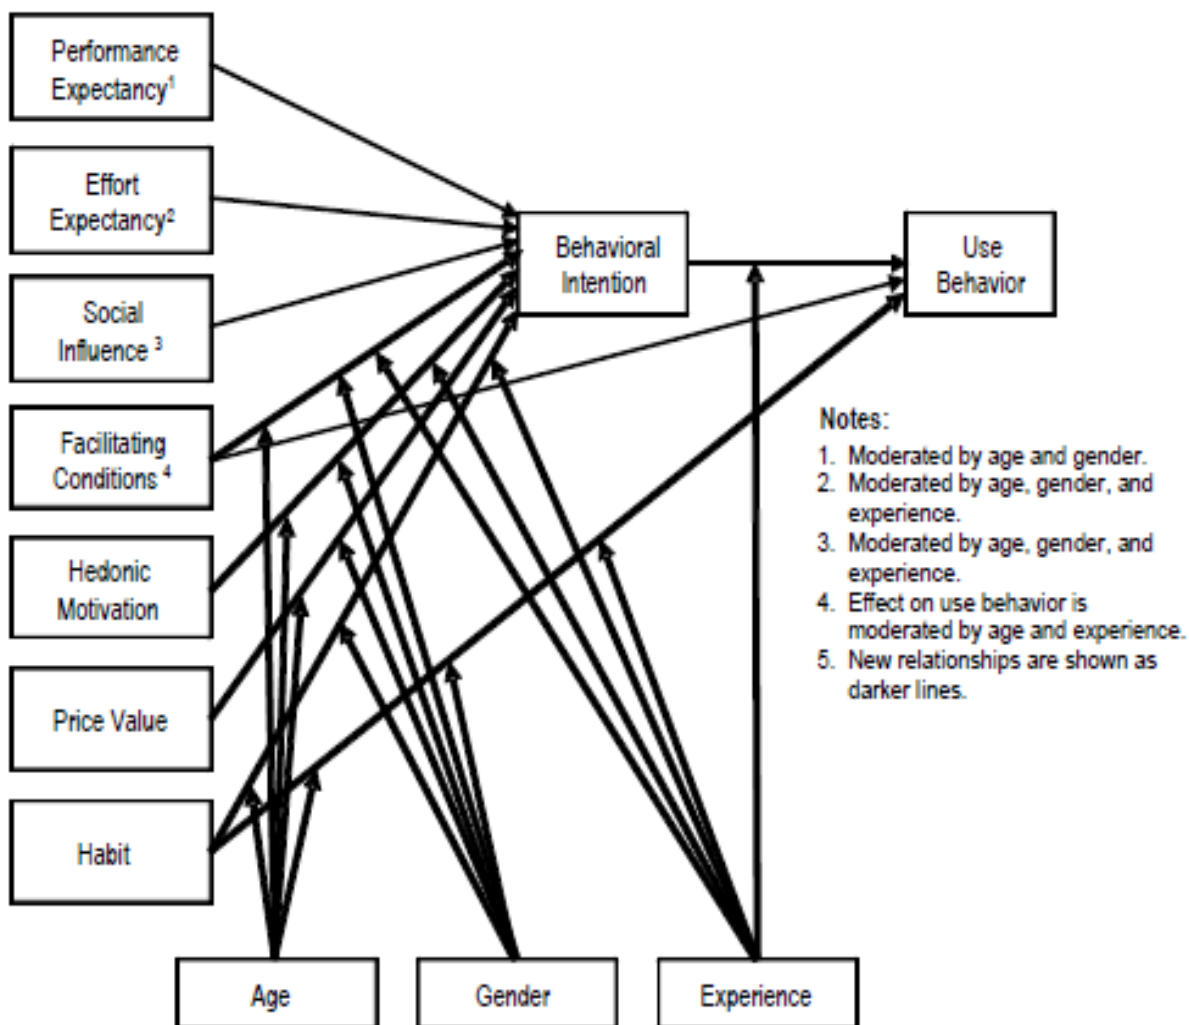 Performance
Expectancy1
Effort
Expectancy2
Social
Influence 3
Facilitating
Conditions 4
Hedonic
Motivation
Price Value
Habit
Behavioral
Intention
Use
Behavior
Notes:
1. Moderated by age and gender.
2. Moderated by age, gender, and
experience.
3. Moderated by age, gender, and
experience.
4. Effect on use behavior is
moderated by age and experience.
5. New relationships are shown as
darker lines.
Age
Gender
Experience